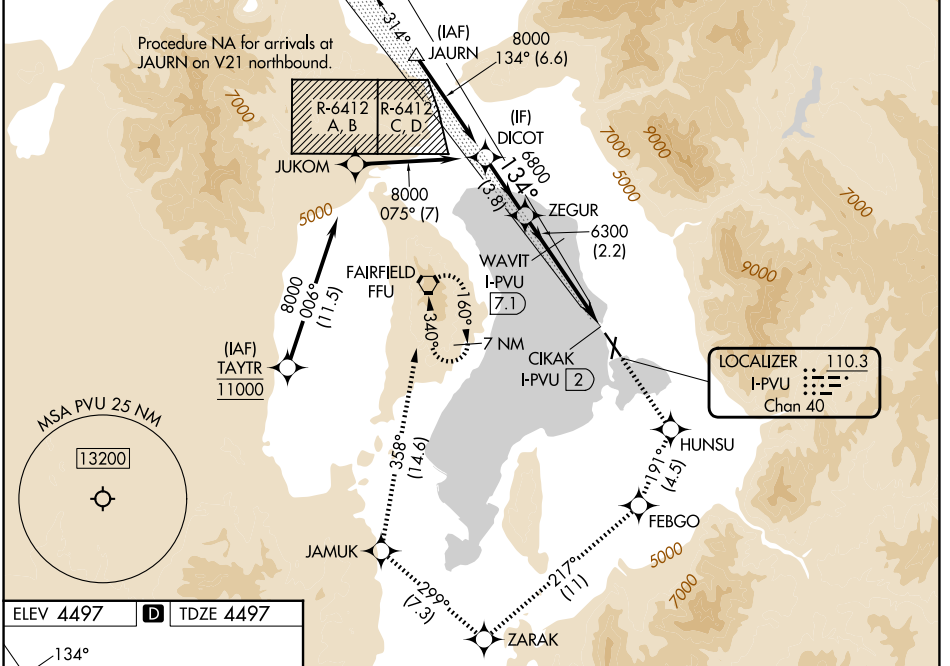 314°
(IAF)
JAURN
8000
134° (6.6)
Procedure NA for arrivals at
JAURN on V21 northbound.
7000
R-6412
A, B
R-6412
C, D
(IF)
DICOT
7000
9000
5000
JUKOM
8000
075° (7)
6800
134°
(3.8)
7000
5000
ZEGUR
6300
(2.2)
WAVIT
I-PVU
7.1
9000
FAIRFIELD
FFU
160°
340°
7 NM
8000
006°
(11.5)
(IAF)
TAYTR
11000
CIKAK
I-PVU 2
LOCALIZER 110.3
I-PVU
Chan 40
MSA PVU 25 NM
13200
358°
(14.6)
HUNSU
191°
(4.5)
FEBGO
JAMUK
5000
7000
217°
(11)
299°
(7.3)
ZARAK
ELEV 4497 D TDZE 4497
134°